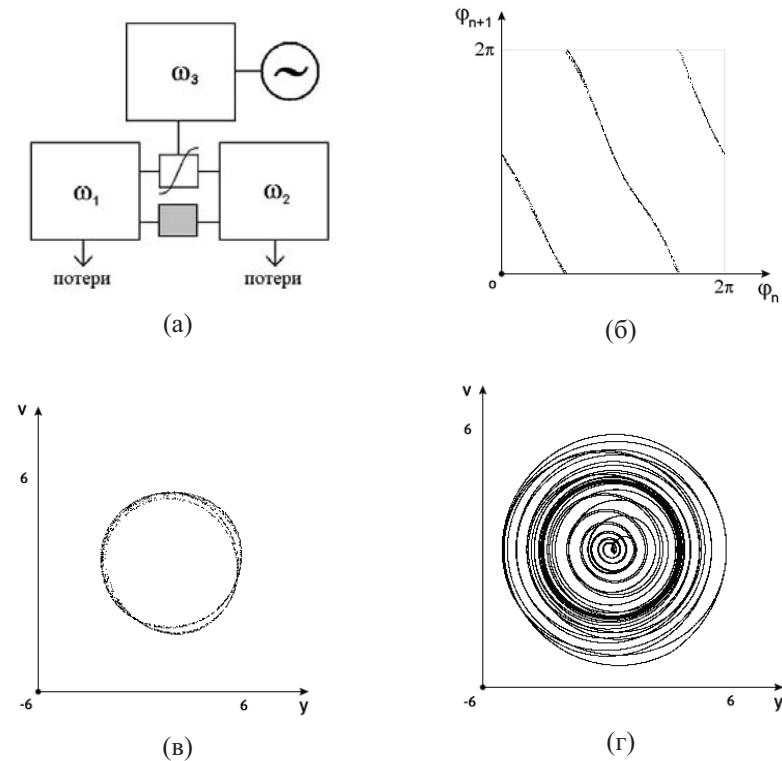 ω₃
~
ω₁
ω₂
потери
потери
(а)
φₙ₊₁
2π
о
2π
φₙ
(б)
v
6
-6
6
y
(в)
v
6
-6
6
y
(г)